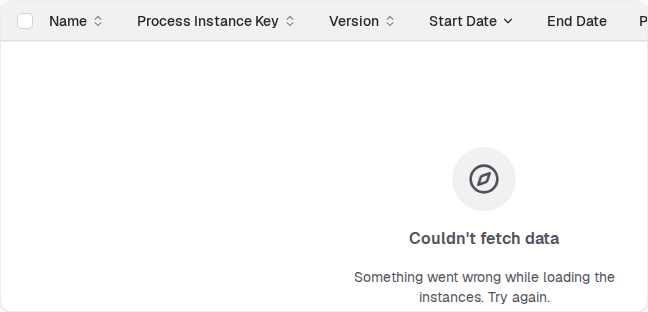 Name Process Instance Key Version Start Date End Date P
Couldn't fetch data
Something went wrong while loading the
instances. Try again.